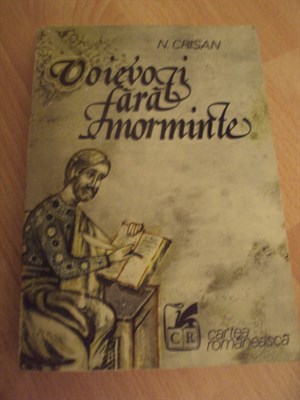 N. CRIȘAN
Voievozi
fără
morminte
CR
cartea
românească